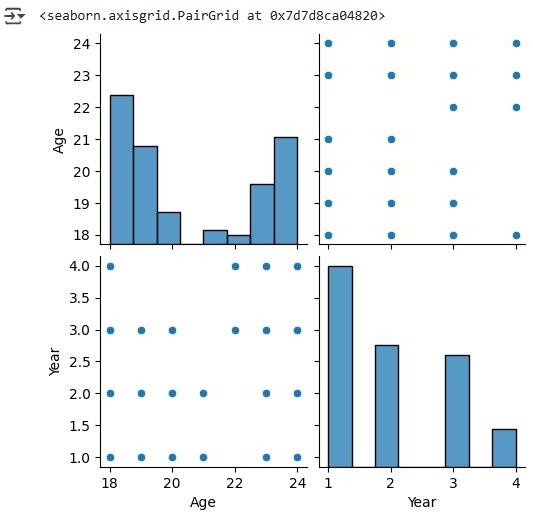 <seaborn.axisgrid.PairGrid at 0x7d7d8ca04820>
24
23
22
21
20
19
18
Age
4.0
3.5
3.0
2.5
2.0
1.5
1.0
Year
18 20 22 24
Age
1 2 3 4
Year